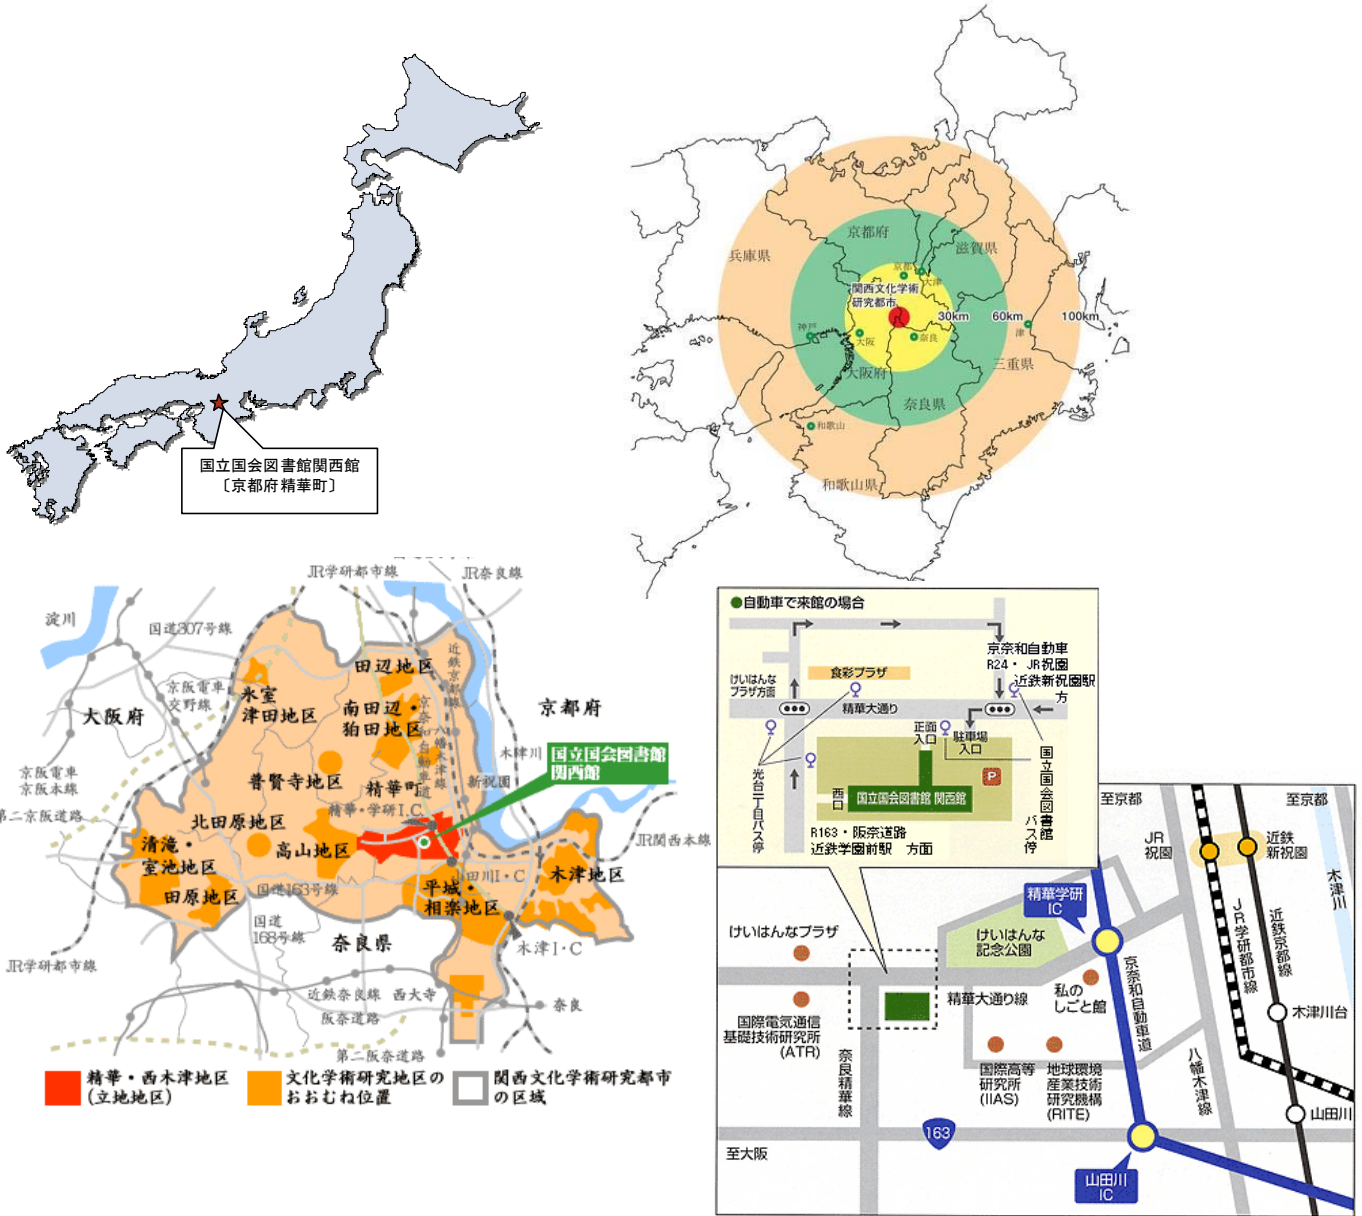 国立国会図書館関西館
〔京都府精華町〕
京都府
滋賀県
兵庫県
京都
大津
関西文化学術
研究都市
30km
60km
100km
神戸
大阪
奈良
津
大阪府
三重県
奈良県
和歌山
和歌山県
JR学研都市線
JR奈良線
淀川
国道307号線
田辺地区
近鉄京都線
京阪電車
交野線
氷室
津田地区
大阪府
南田辺・
狛田地区
京奈和自動車道
八幡木津線
京都府
木津川
国立国会図書館
関西館
京阪電車
京阪本線
普賢寺地区
精華町
新祝園
第二京阪道路
精華・学研I.C
北田原地区
清滝・
室池地区
高山地区
JR関西本線
山田川I・C
木津地区
田原地区
国道163号線
平城・
相楽地区
国道
168号線
奈良県
木津I・C
JR学研都市線
近鉄奈良線
西大寺
奈良
阪奈道路
第二阪奈道路
精華・西木津地区
(立地地区)
文化学術研究地区の
おおむね位置
関西文化学術研究都市
の区域
●自動車で来館の場合
京奈和自動車
R24・JR祝園
近鉄新祝園駅
方
けいはんな
プラザ方面
食彩プラザ
精華大通り
正面
入口
駐車場
入口
光台三丁目バス停
国立国会図書館
バス停
西口
P
国立国会図書館 関西館
R163・阪奈道路
近鉄学園前駅 方面
至京都
至京都
JR
祝園
近鉄
新祝園
木津川
精華学研
IC
けいはんなプラザ
けいはんな
記念公園
JR学研都市線
近鉄京都線
京奈和自動車道
私の
しごと館
精華大通り線
木津川台
国際電気通信
基礎技術研究所
(ATR)
奈良精華線
国際高等
研究所
(IIAS)
地球環境
産業技術
研究機構
(RITE)
八幡木津線
山田川
163
至大阪
山田川
IC